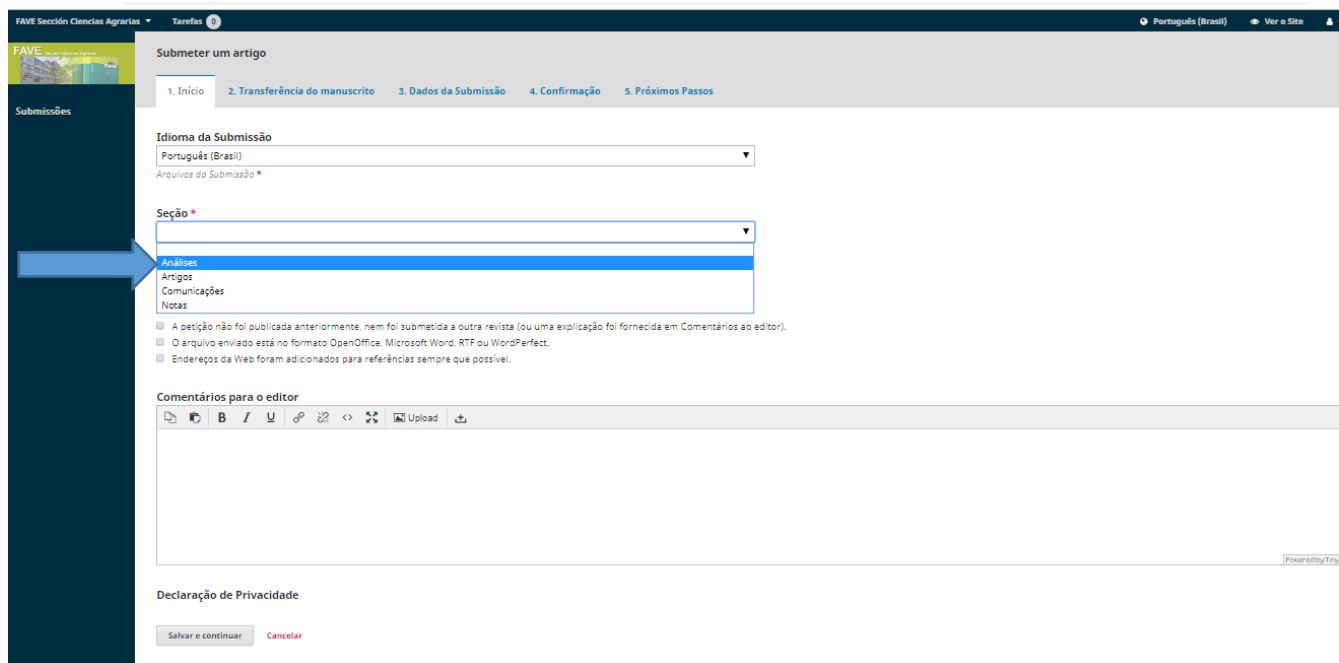 FAVE Sección Ciencias Agrarias Tarefas 0 Português (Brasil) Ver o Site
FAVE
Submeter um artigo
1. Início 2. Transferência do manuscrito 3. Dados da Submissão 4. Confirmação 5. Próximos Passos
Submissões
Idioma da Submissão
Português (Brasil)
Arquivos da Submissão *
Seção *
Análises
Artigos
Comunicações
Notas
A petição não foi publicada anteriormente, nem foi submetida a outra revista (ou uma explicação foi fornecida em Comentários ao editor).
O arquivo enviado está no formato OpenOffice, Microsoft Word, RTF ou WordPerfect.
Endereços da Web foram adicionados para referências sempre que possível.
Comentários para o editor
B I U Upload
Powered by Tiny
Declaração de Privacidade
Salvar e continuar Cancelar